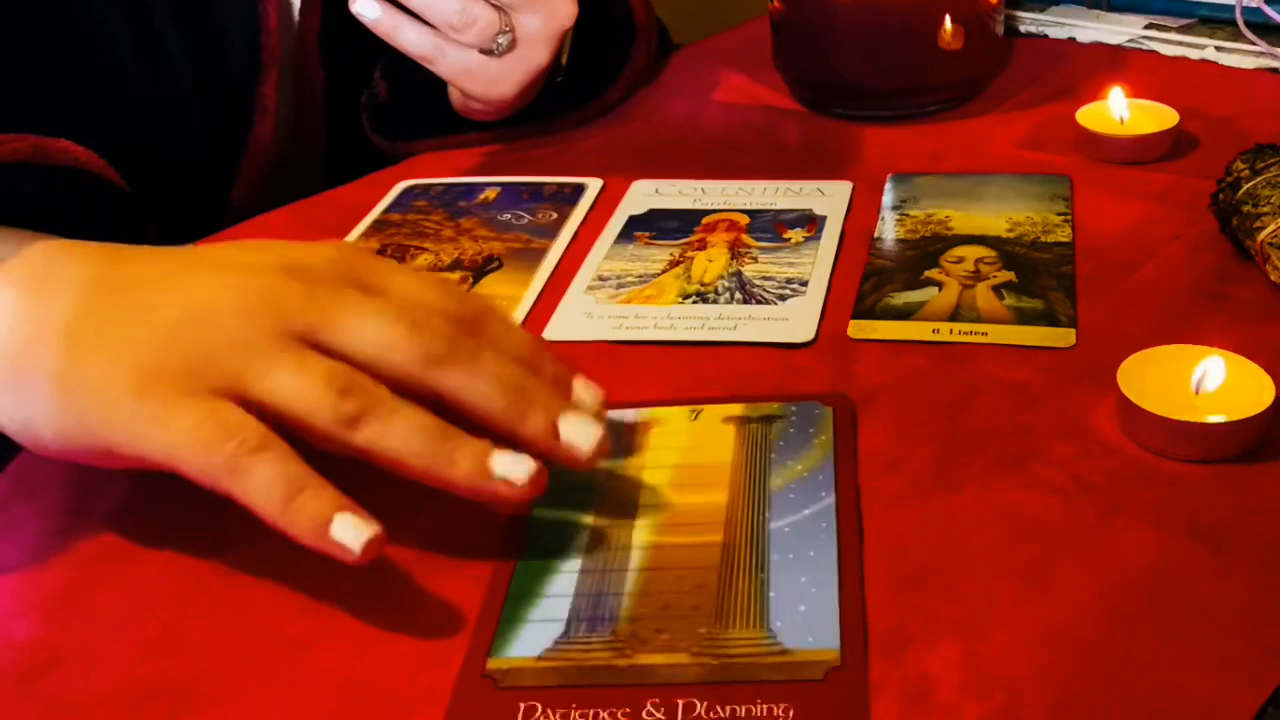 COVENTINA
Purification
"It is time for a cleansing detoxification
of your body and mind."
6. Listen
7
Patience & Planning